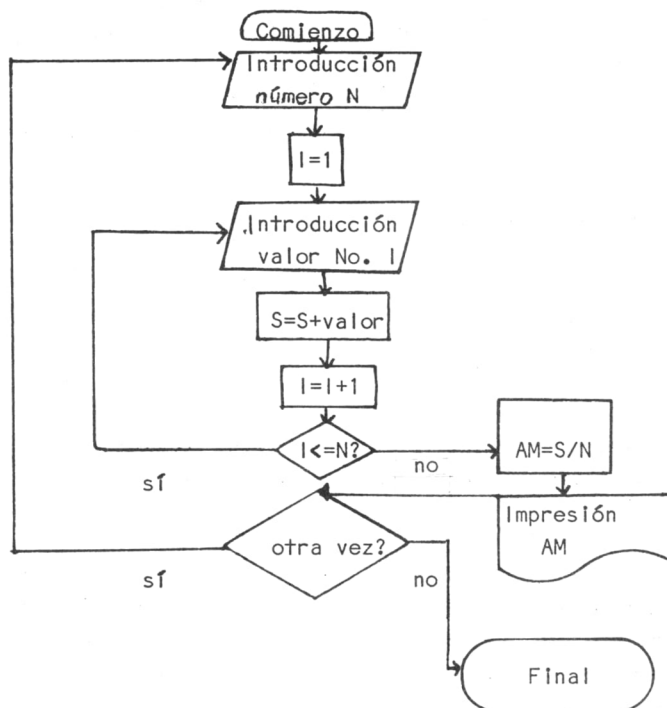 Comienzo
Introducción
número N
I=1
Introducción
valor No. I
S=S+valor
I=I+1
I<=N?
no
AM=S/N
sí
Impresión
AM
otra vez?
sí
no
Final